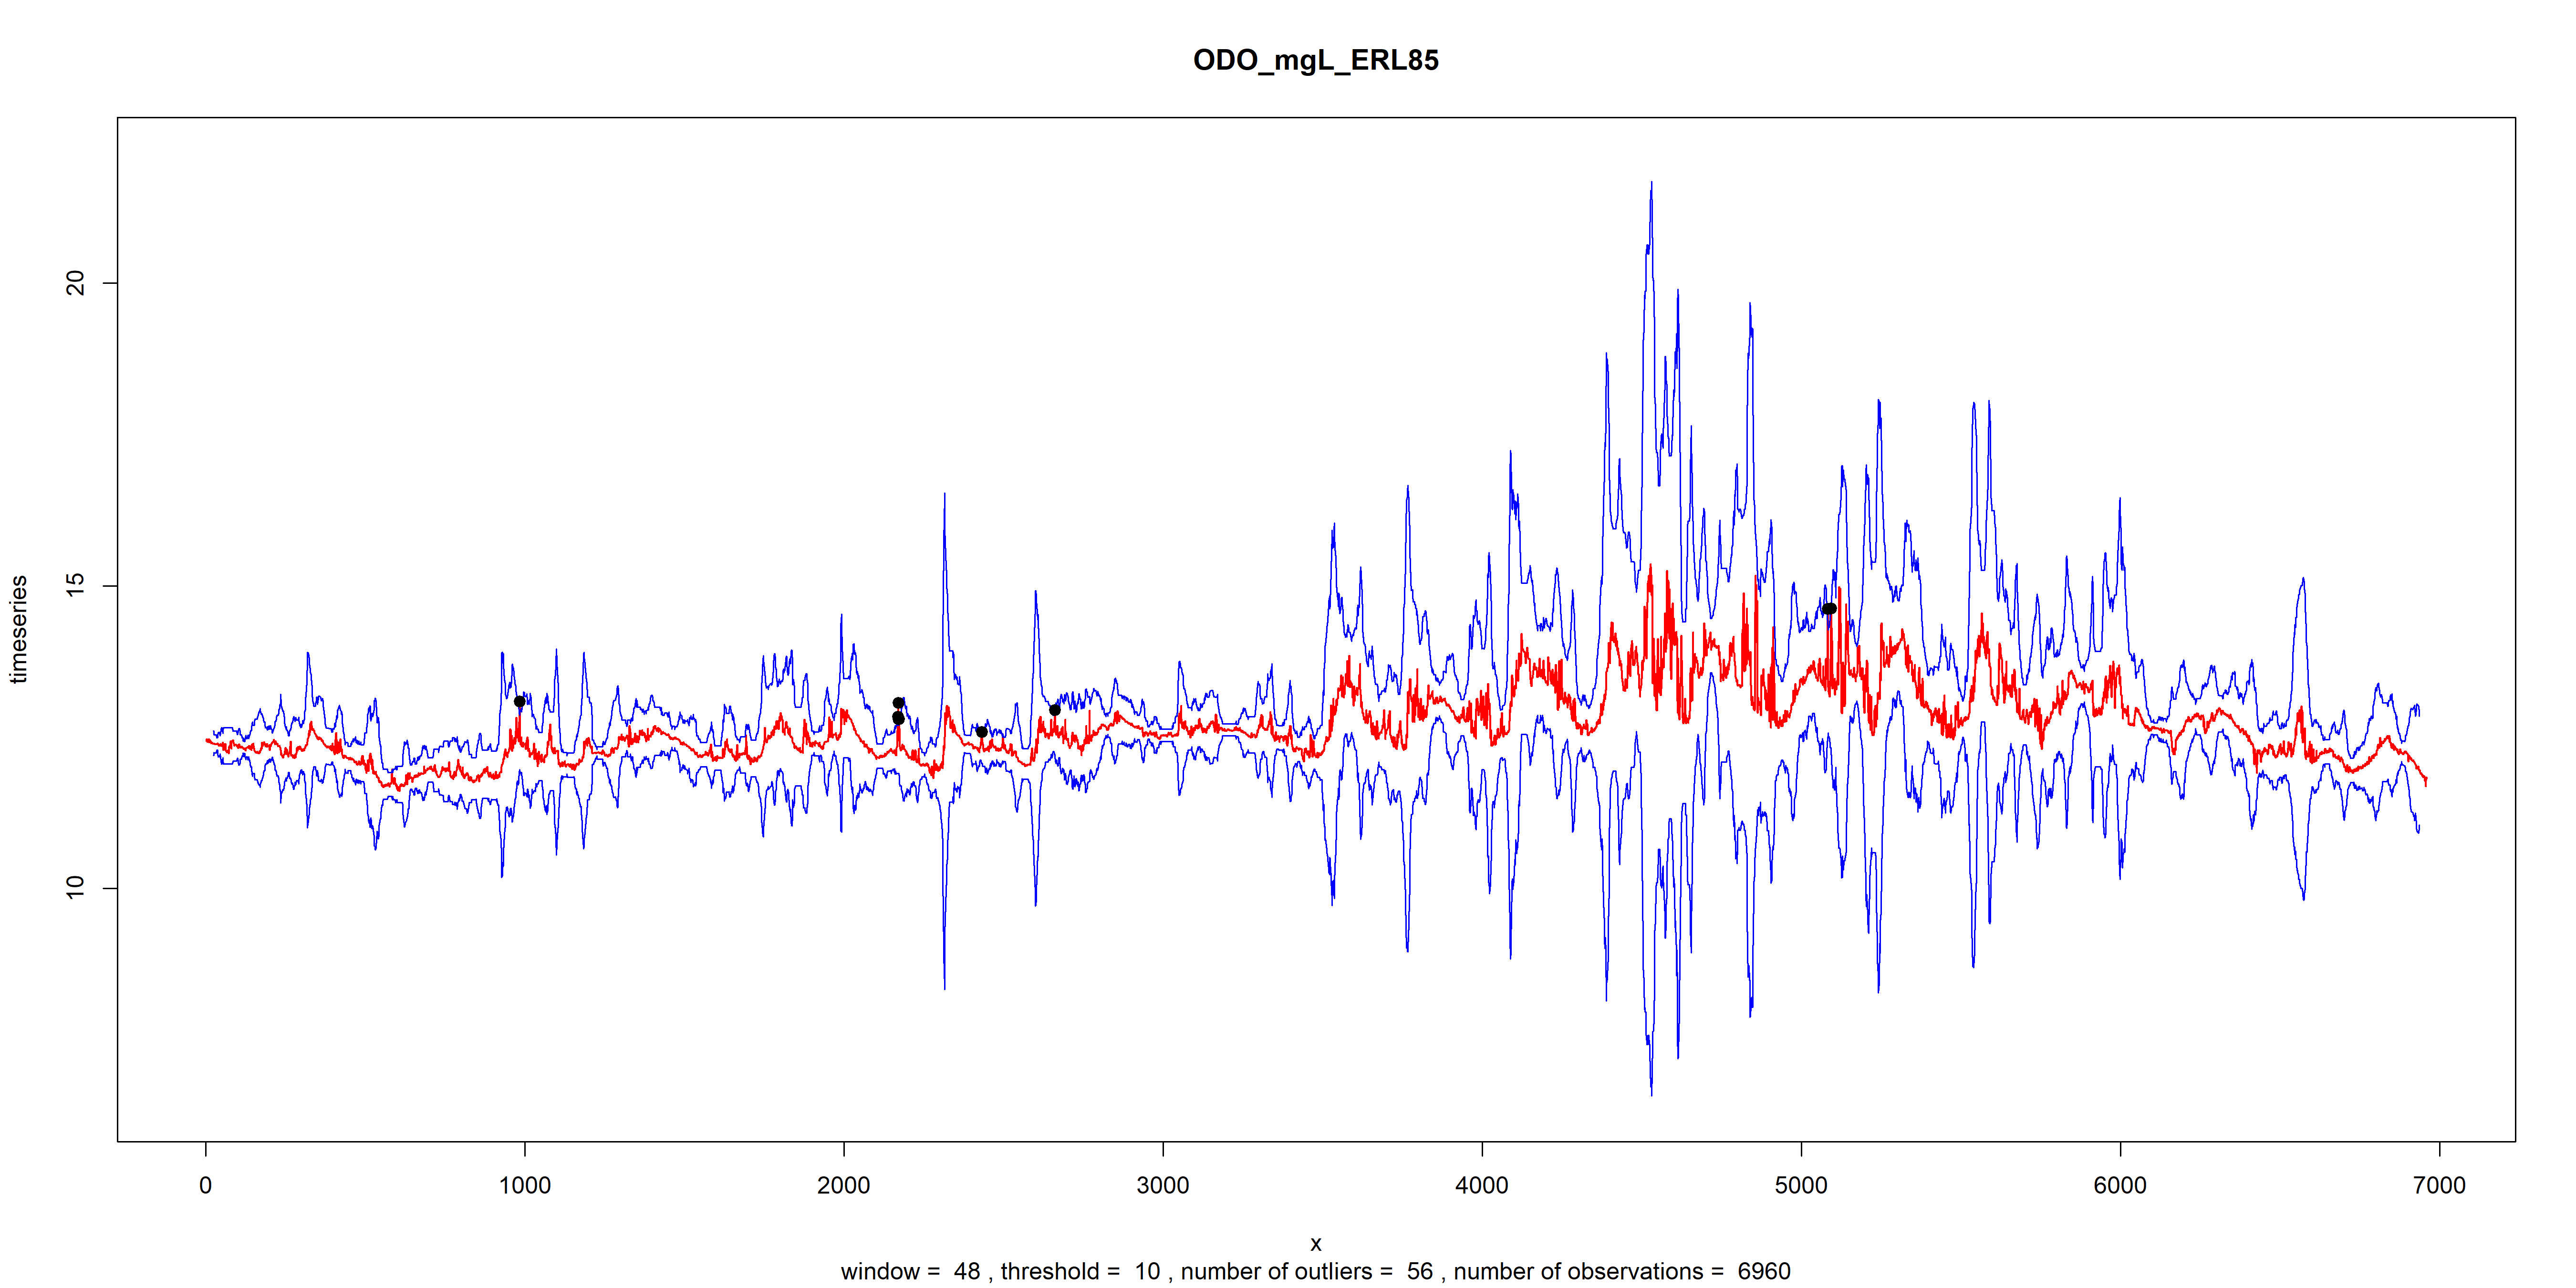 ODO_mgL_ERL85
timeseries
20
15
10
0 1000 2000 3000 4000 5000 6000 7000
x
window =  48 , threshold =  10 , number of outliers =  56 , number of observations =  6960